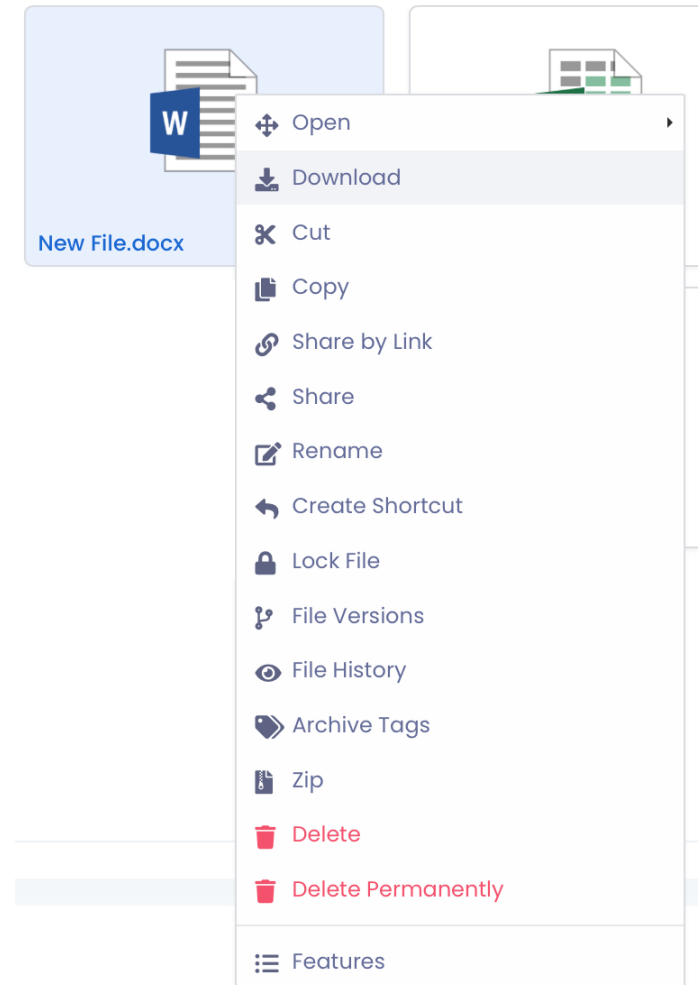 W
New File.docx
Open
Download
Cut
Copy
Share by Link
Share
Rename
Create Shortcut
Lock File
File Versions
File History
Archive Tags
Zip
Delete
Delete Permanently
Features